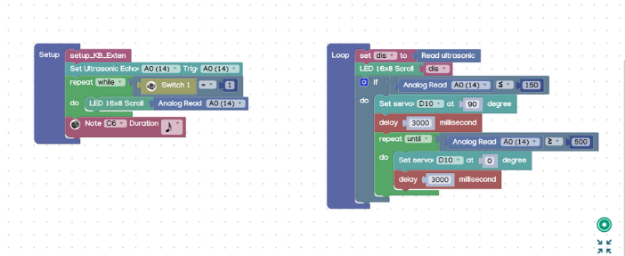 Setup
setup_KB_Exten
Set Ultrasonic Echo: A0 (14) Trig: A0 (14)
repeat while Switch 1 = 1
do LED 16x8 Scroll Analog Read A0 (14)
Note C6 Duration ♪
Loop set dis to Read ultrasonic
LED 16x8 Scroll dis
if Analog Read A0 (14) ≤ 150
do Set servo D10 at 90 degree
delay 3000 millisecond
repeat until Analog Read A0 (14) ≥ 500
do Set servo D10 at 0 degree
delay 3000 millisecond